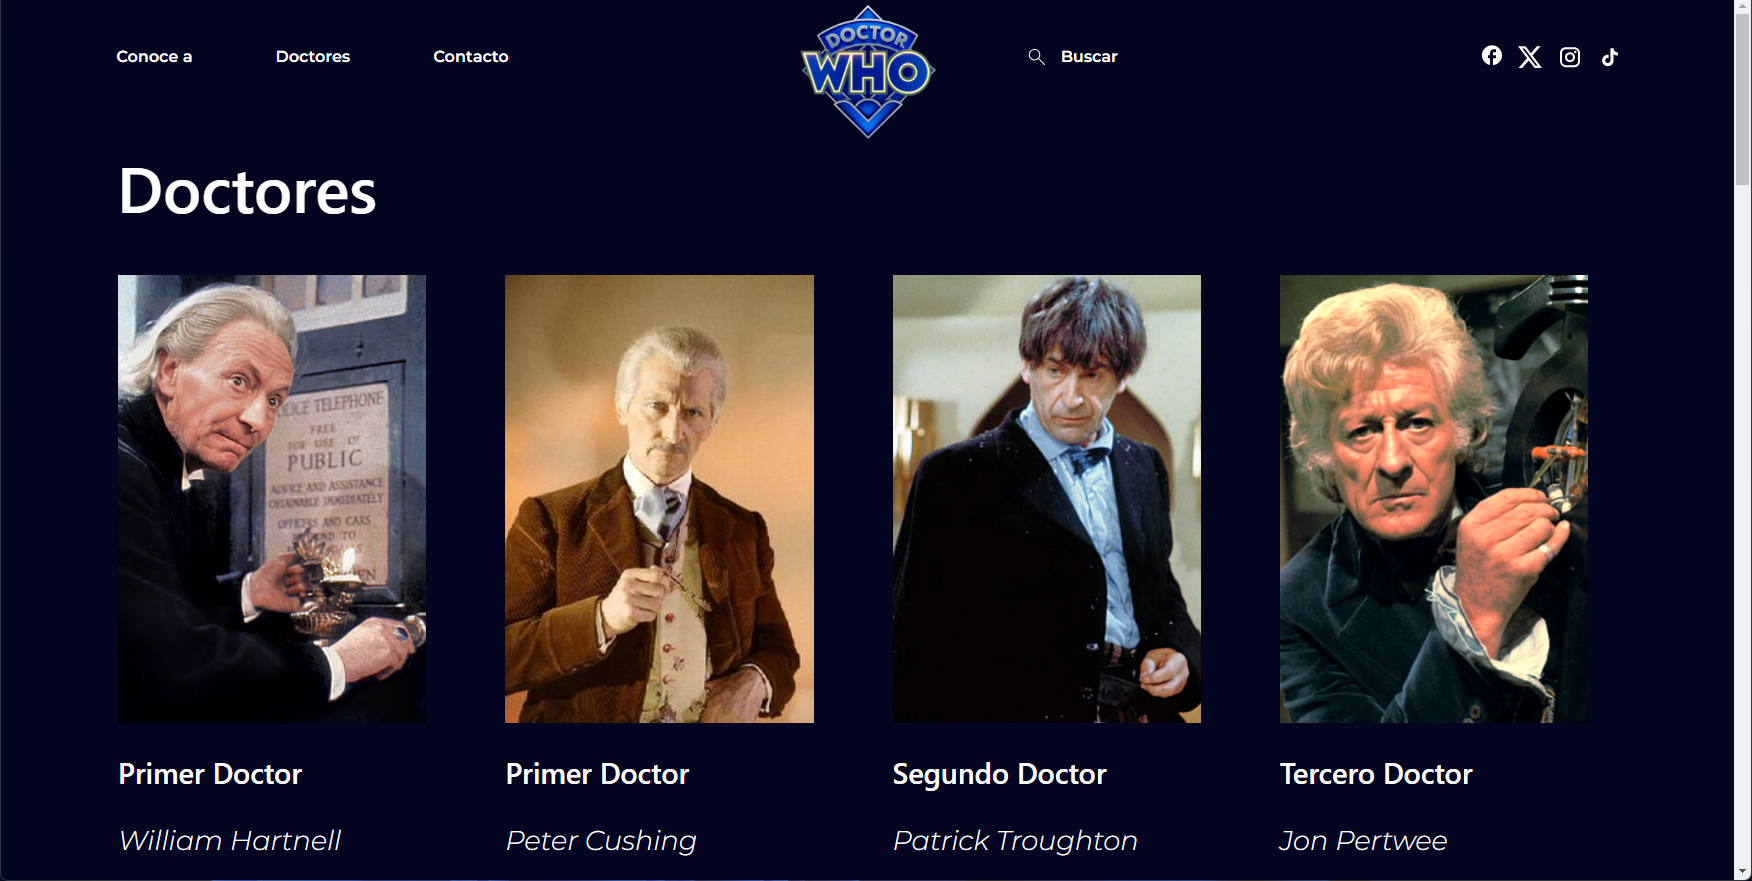 Conoce a
Doctores
Contacto
DOCTOR
WHO
Buscar
Doctores
POLICE TELEPHONE
FREE
FOR USE OF
PUBLIC
ADVICE AND ASSISTANCE
OBTAINABLE IMMEDIATELY
OFFICERS AND CARS
TO
Primer Doctor
Primer Doctor
Segundo Doctor
Tercero Doctor
William Hartnell
Peter Cushing
Patrick Troughton
Jon Pertwee